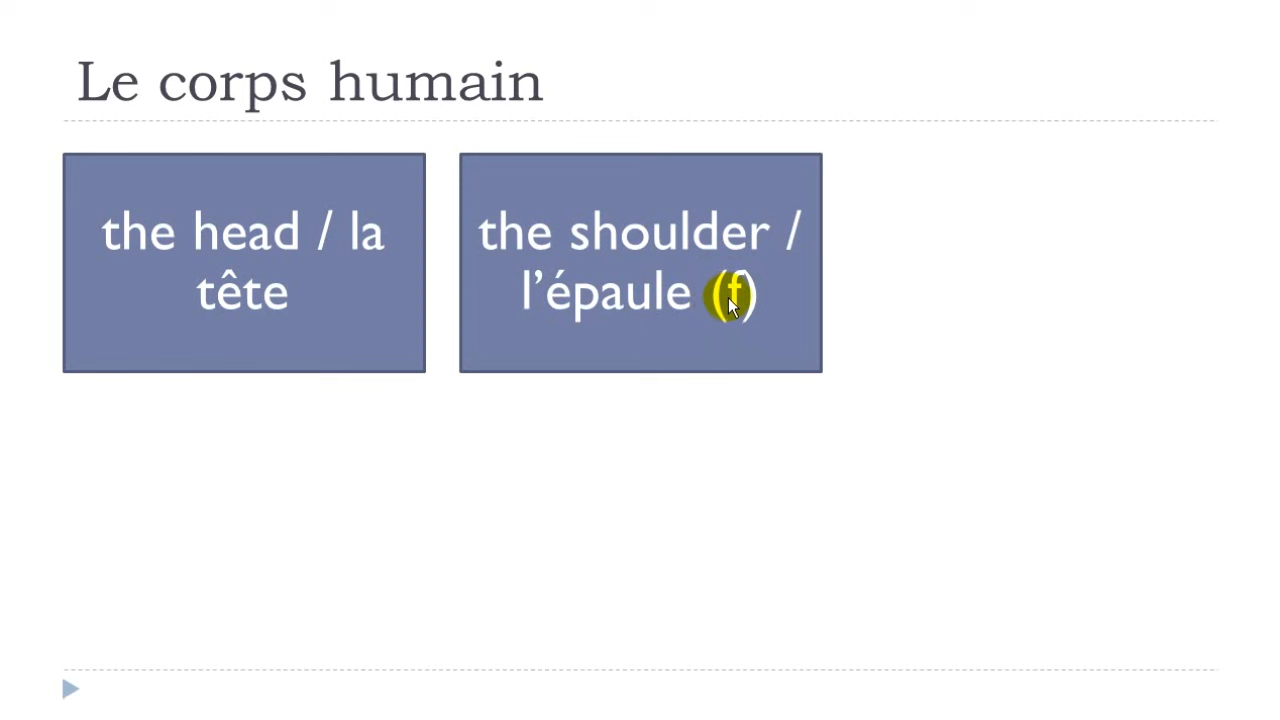 Le corps humain
the head / la
tête
the shoulder /
l’épaule (f)